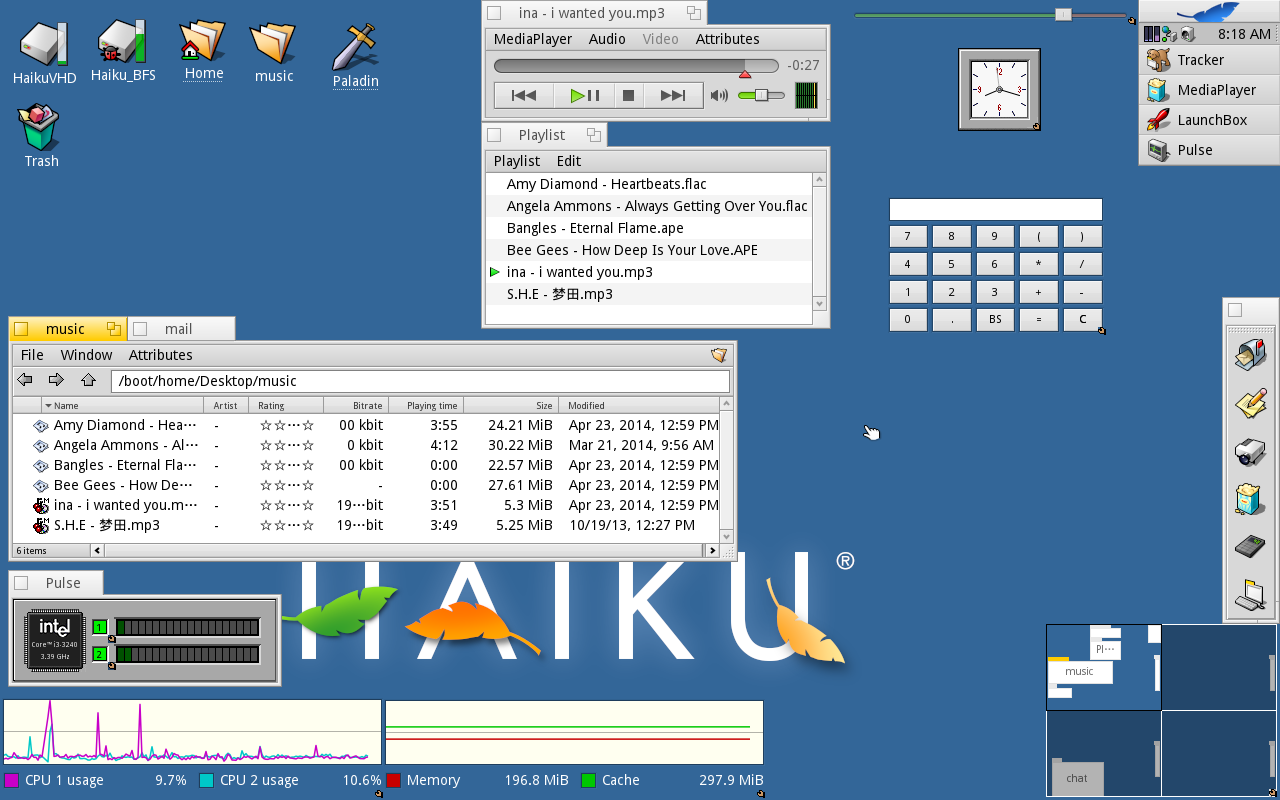 HaikuVHD
Haiku_BFS
Home
music
Paladin
Trash
ina - i wanted you.mp3
MediaPlayer Audio Video Attributes
-0:27
Playlist
Playlist Edit
Amy Diamond - Heartbeats.flac
Angela Ammons - Always Getting Over You.flac
Bangles - Eternal Flame.ape
Bee Gees - How Deep Is Your Love.APE
ina - i wanted you.mp3
S.H.E - 梦田.mp3
12
3
6
9
8:18 AM
Tracker
MediaPlayer
LaunchBox
Pulse
7 8 9 ( )
4 5 6 * /
1 2 3 + -
0 . BS = C
music mail
File Window Attributes
/boot/home/Desktop/music
Name Artist Rating Bitrate Playing time Size Modified
Amy Diamond - Hea··· - ☆☆···☆ 00 kbit 3:55 24.21 MiB Apr 23, 2014, 12:59 PM
Angela Ammons - Al··· - ☆☆···☆ 0 kbit 4:12 30.22 MiB Mar 21, 2014, 9:56 AM
Bangles - Eternal Fla··· - ☆☆···☆ 00 kbit 0:00 22.57 MiB Apr 23, 2014, 12:59 PM
Bee Gees - How De··· - ☆☆···☆ - 0:00 27.61 MiB Apr 23, 2014, 12:59 PM
ina - i wanted you.m··· - ☆☆···☆ 19···bit 3:51 5.3 MiB Apr 23, 2014, 12:59 PM
S.H.E - 梦田.mp3 - ☆☆···☆ 19···bit 3:49 5.25 MiB 10/19/13, 12:27 PM
6 items
HAIKU®
Pulse
intel
Core™ i3-3240
3.39 GHz
1
2
CPU 1 usage 9.7% CPU 2 usage 10.6% Memory 196.8 MiB Cache 297.9 MiB
Pl···
music
chat